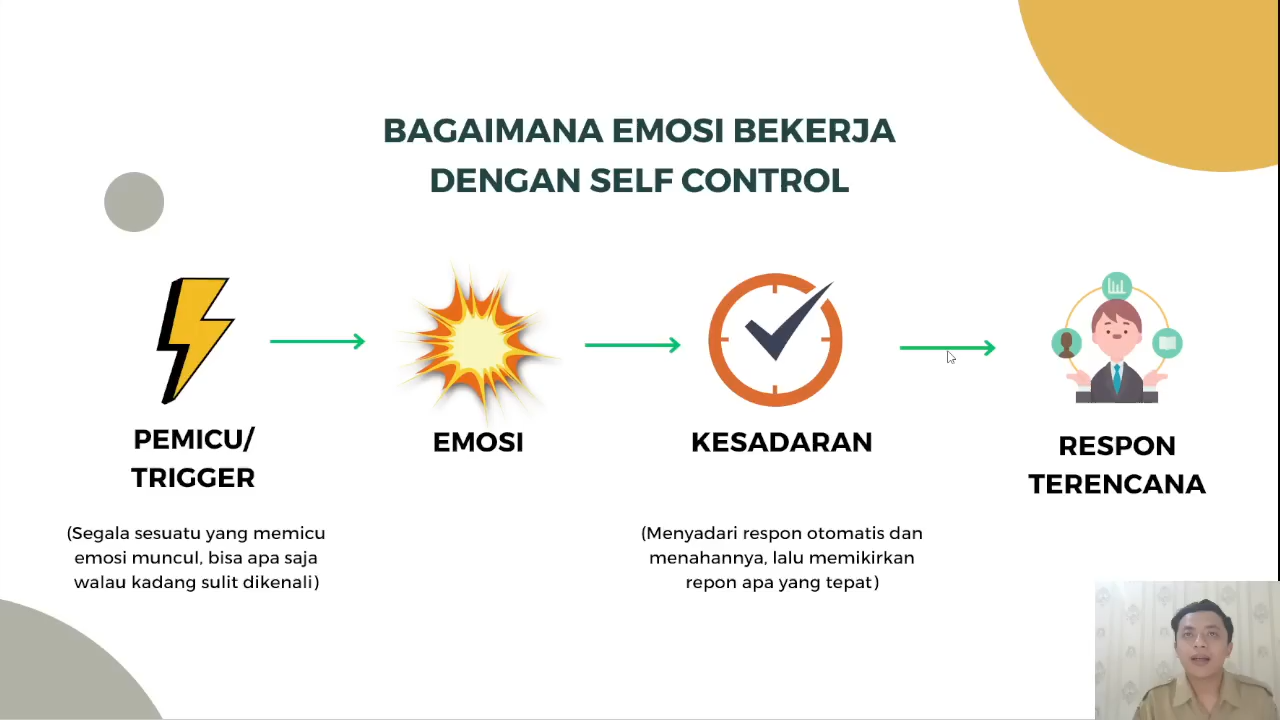 BAGAIMANA EMOSI BEKERJA
DENGAN SELF CONTROL
PEMICU/
TRIGGER
(Segala sesuatu yang memicu
emosi muncul, bisa apa saja
walau kadang sulit dikenali)
EMOSI
KESADARAN
(Menyadari respon otomatis dan
menahannya, lalu memikirkan
repon apa yang tepat)
RESPON
TERENCANA